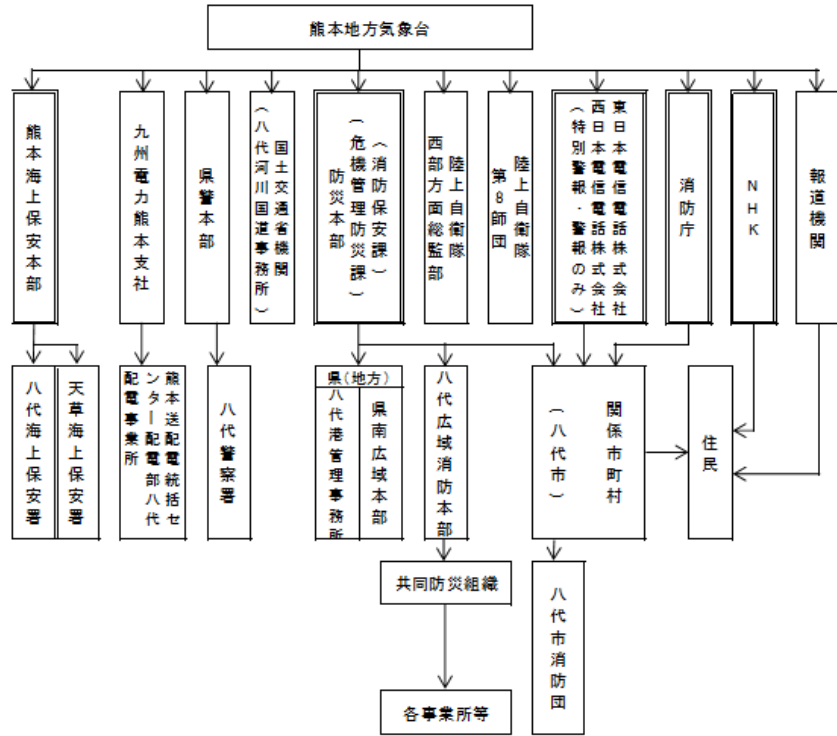 熊本地方気象台
熊本海上保安本部
九州電力熊本支社
県警本部
国土交通省機関
(八代河川国道事務所)
(消防保安課)
(危機管理防災課)
防災本部
陸上自衛隊
西部方面総監部
陸上自衛隊
第8師団
東日本電信電話株式会社
西日本電信電話株式会社
(特別警報・警報のみ)
消防庁
NHK
報道機関
八代海上保安署
天草海上保安署
熊本送配電統括セ
ンター配電部八代
配電事業所
八代警察署
県(地方)
八代港管理事務所
県南広域本部
八代広域消防本部
関係市町村
(八代市)
住民
共同防災組織
八代市消防団
各事業所等